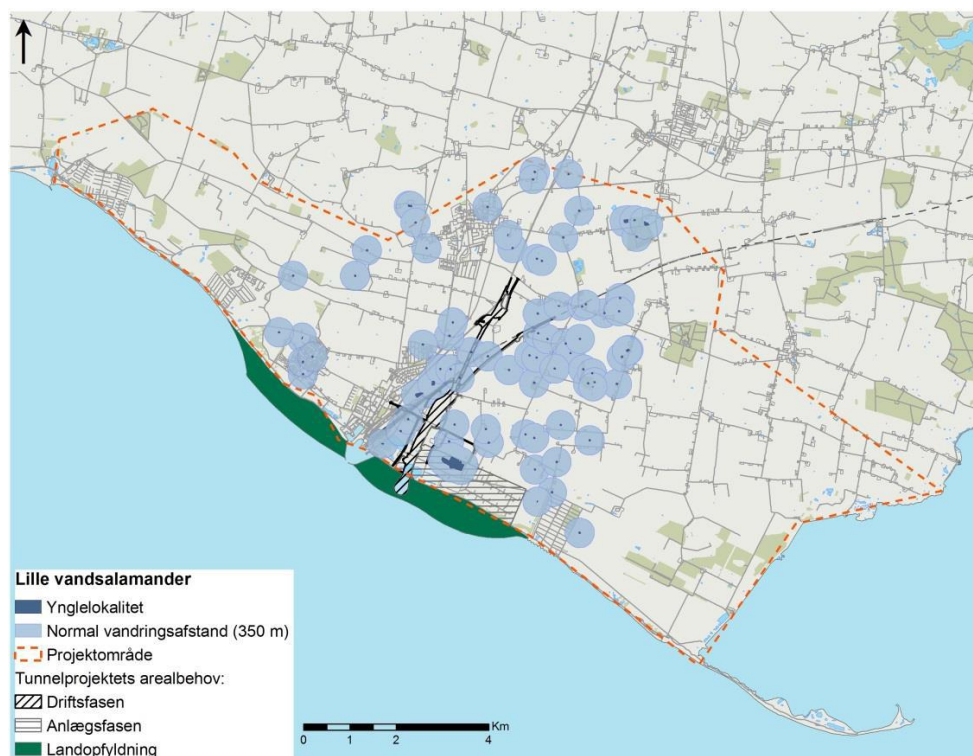 Lille vandsalamander
Ynglelokalitet
Normal vandringsafstand (350 m)
Projektområde
Tunnelprojektets arealbehov:
Driftsfasen
Anlægsfasen
Landopfyldning
Km
0 1 2 4